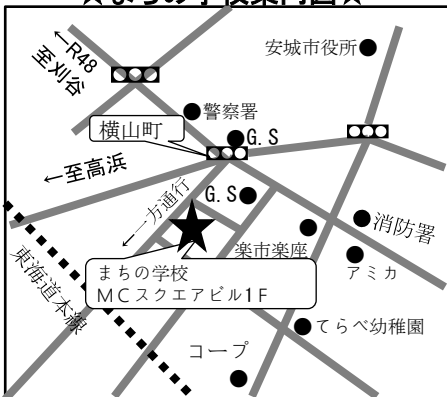 ★まちの学校案内図★
安城市役所
←R48
至刈谷
警察署
横山町
G.S
←至高浜
G.S
←一方通行
消防署
楽市楽座
アミカ
まちの学校
MCスクエアビル1F
東海道本線
てらべ幼稚園
コープ